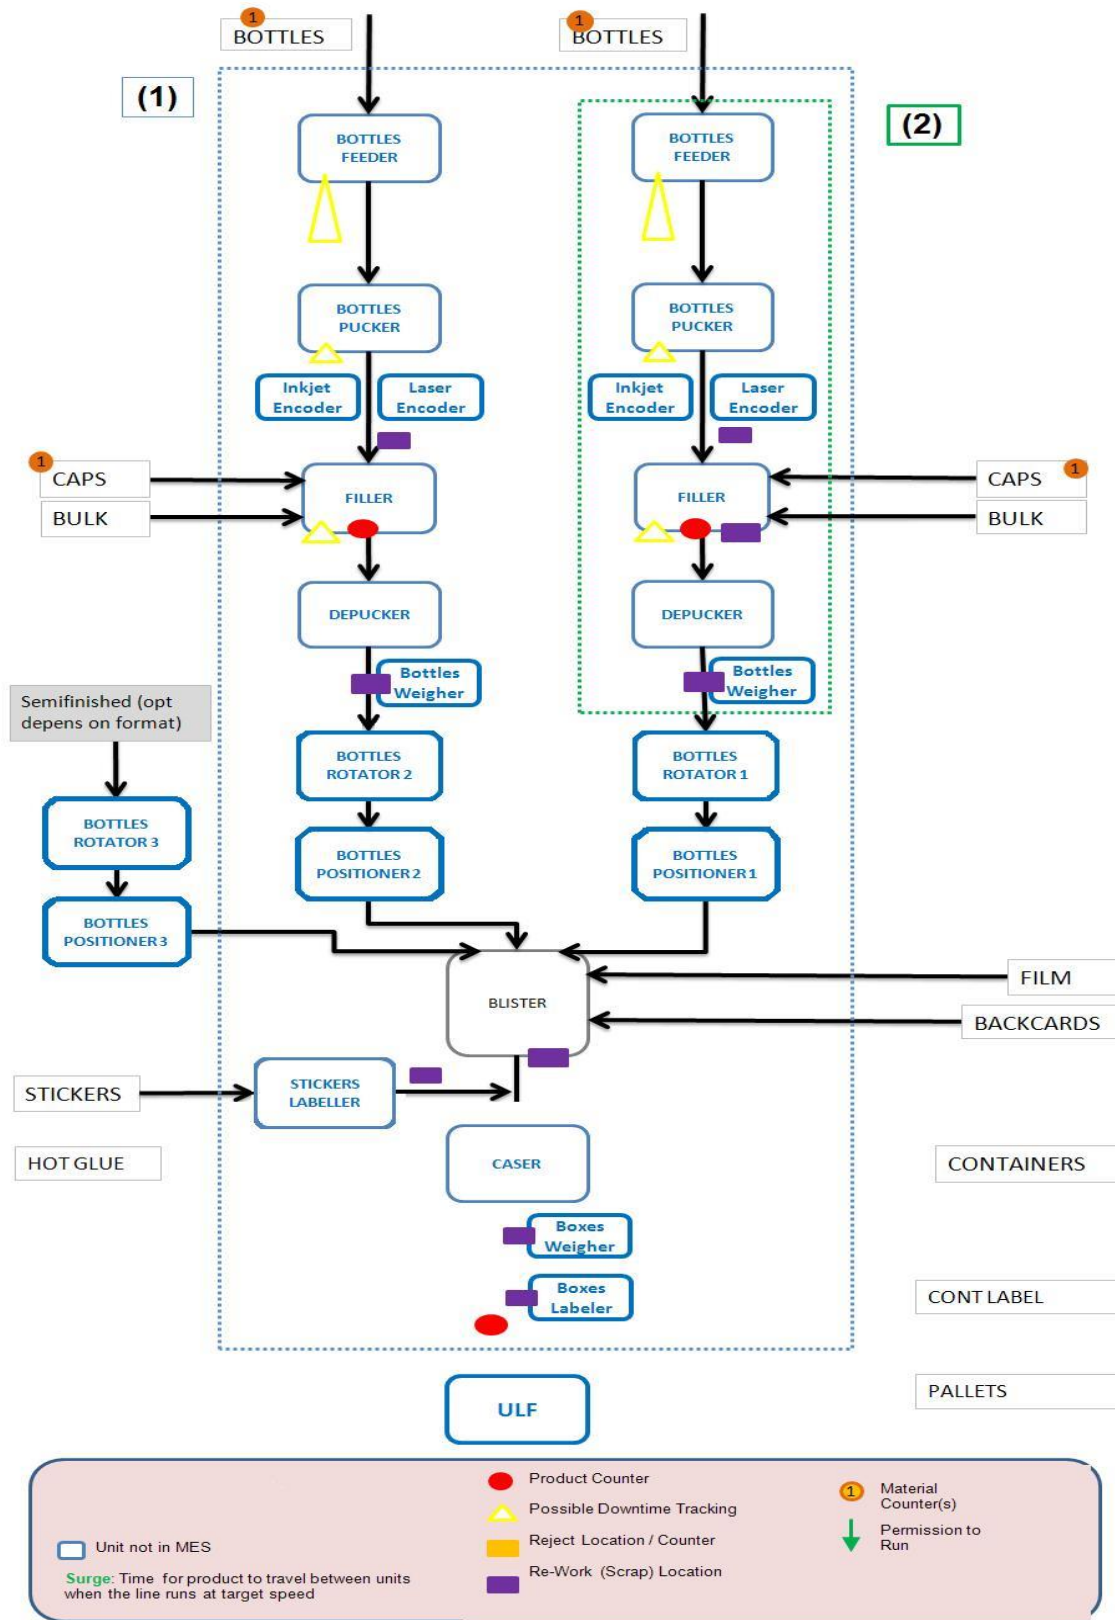 1
BOTTLES
1
BOTTLES
(1)
(2)
BOTTLES
FEEDER
BOTTLES
FEEDER
BOTTLES
PUCKER
BOTTLES
PUCKER
Inkjet
Encoder
Laser
Encoder
Inkjet
Encoder
Laser
Encoder
1
CAPS
BULK
FILLER
FILLER
CAPS
1
BULK
DEPUCKER
DEPUCKER
Bottles
Weigher
Bottles
Weigher
Semifinished (opt
depens on format)
BOTTLES
ROTATOR 2
BOTTLES
ROTATOR 1
BOTTLES
ROTATOR 3
BOTTLES
POSITIONER 2
BOTTLES
POSITIONER 1
BOTTLES
POSITIONER 3
BLISTER
FILM
BACKCARDS
STICKERS
STICKERS
LABELLER
HOT GLUE
CASER
CONTAINERS
Boxes
Weigher
Boxes
Labeler
CONT LABEL
PALLETS
ULF
Unit not in MES
Surge: Time for product to travel between units
when the line runs at target speed
Product Counter
Possible Downtime Tracking
Reject Location / Counter
Re-Work (Scrap) Location
1
Material
Counter(s)
Permission to
Run